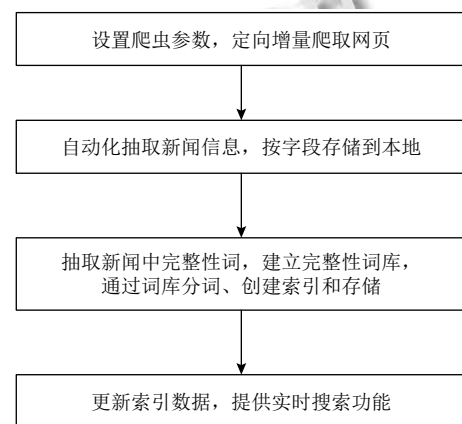 设置爬虫参数，定向增量爬取网页
自动化抽取新闻信息，按字段存储到本地
抽取新闻中完整性词，建立完整性词库，
通过词库分词、创建索引和存储
更新索引数据，提供实时搜索功能